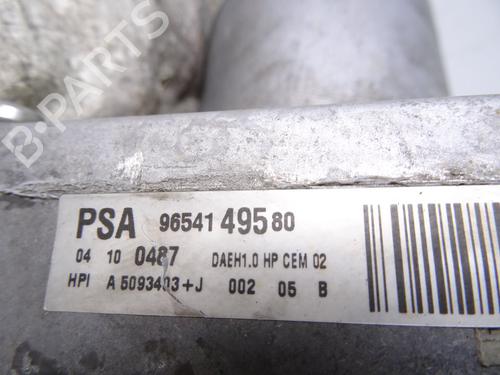 B-PARTS
PSA 96541 495 80
04 10 0487 DAEH1.0 HP CEM 02
HPI A 5093403+J 002 05 B